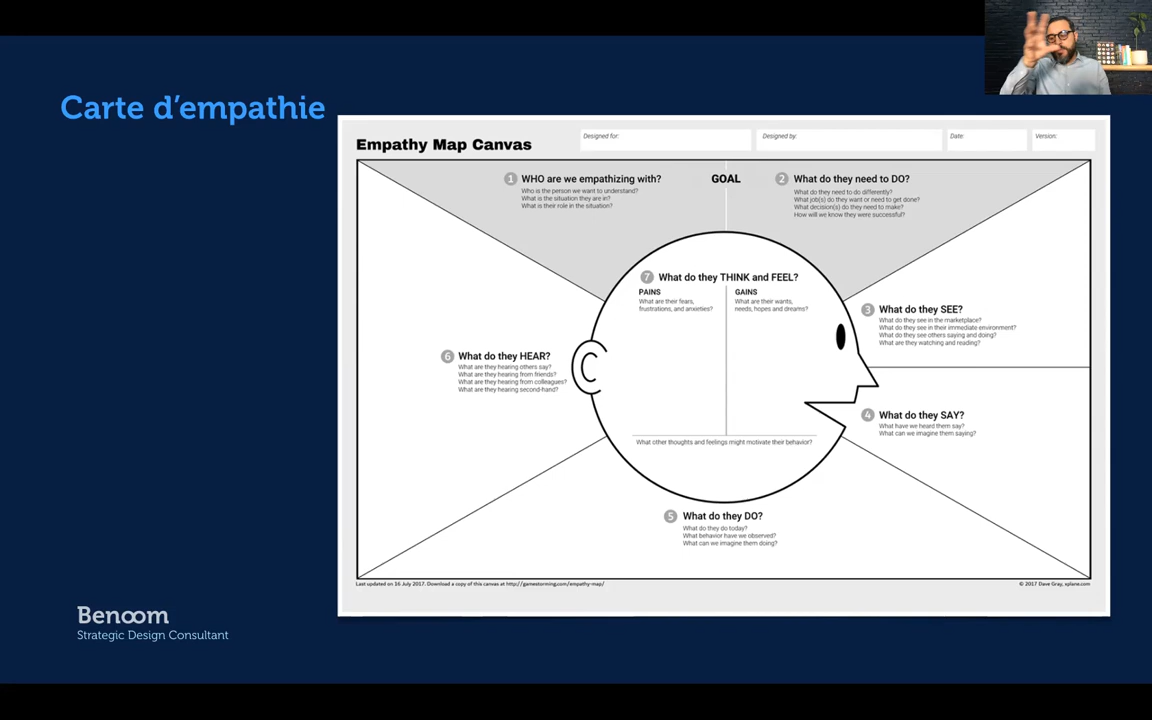 Carte d'empathie
Empathy Map Canvas
Designed for:
Designed by:
Date:
Version:
1 WHO are we empathizing with?
Who is the person we want to understand?
What is the situation they are in?
What is their role in the situation?
GOAL
2 What do they need to DO?
What do they need to do differently?
What job(s) do they want or need to get done?
What decision(s) do they need to make?
How will we know they were successful?
7 What do they THINK and FEEL?
PAINS
What are their fears,
frustrations, and anxieties?
GAINS
What are their wants,
needs, hopes and dreams?
What other thoughts and feelings might motivate their behavior?
3 What do they SEE?
What do they see in the marketplace?
What do they see in their immediate environment?
What do they see others saying and doing?
What are they watching and reading?
4 What do they SAY?
What have we heard them say?
What can we imagine them saying?
5 What do they DO?
What do they do today?
What behavior have we observed?
What can we imagine them doing?
6 What do they HEAR?
What are they hearing others say?
What are they hearing from friends?
What are they hearing from colleagues?
What are they hearing second-hand?
Last updated on 16 July 2017. Download a copy of this canvas at http://gamestorming.com/empathy-map/
© 2017 Dave Gray, xplane.com
Benoom
Strategic Design Consultant